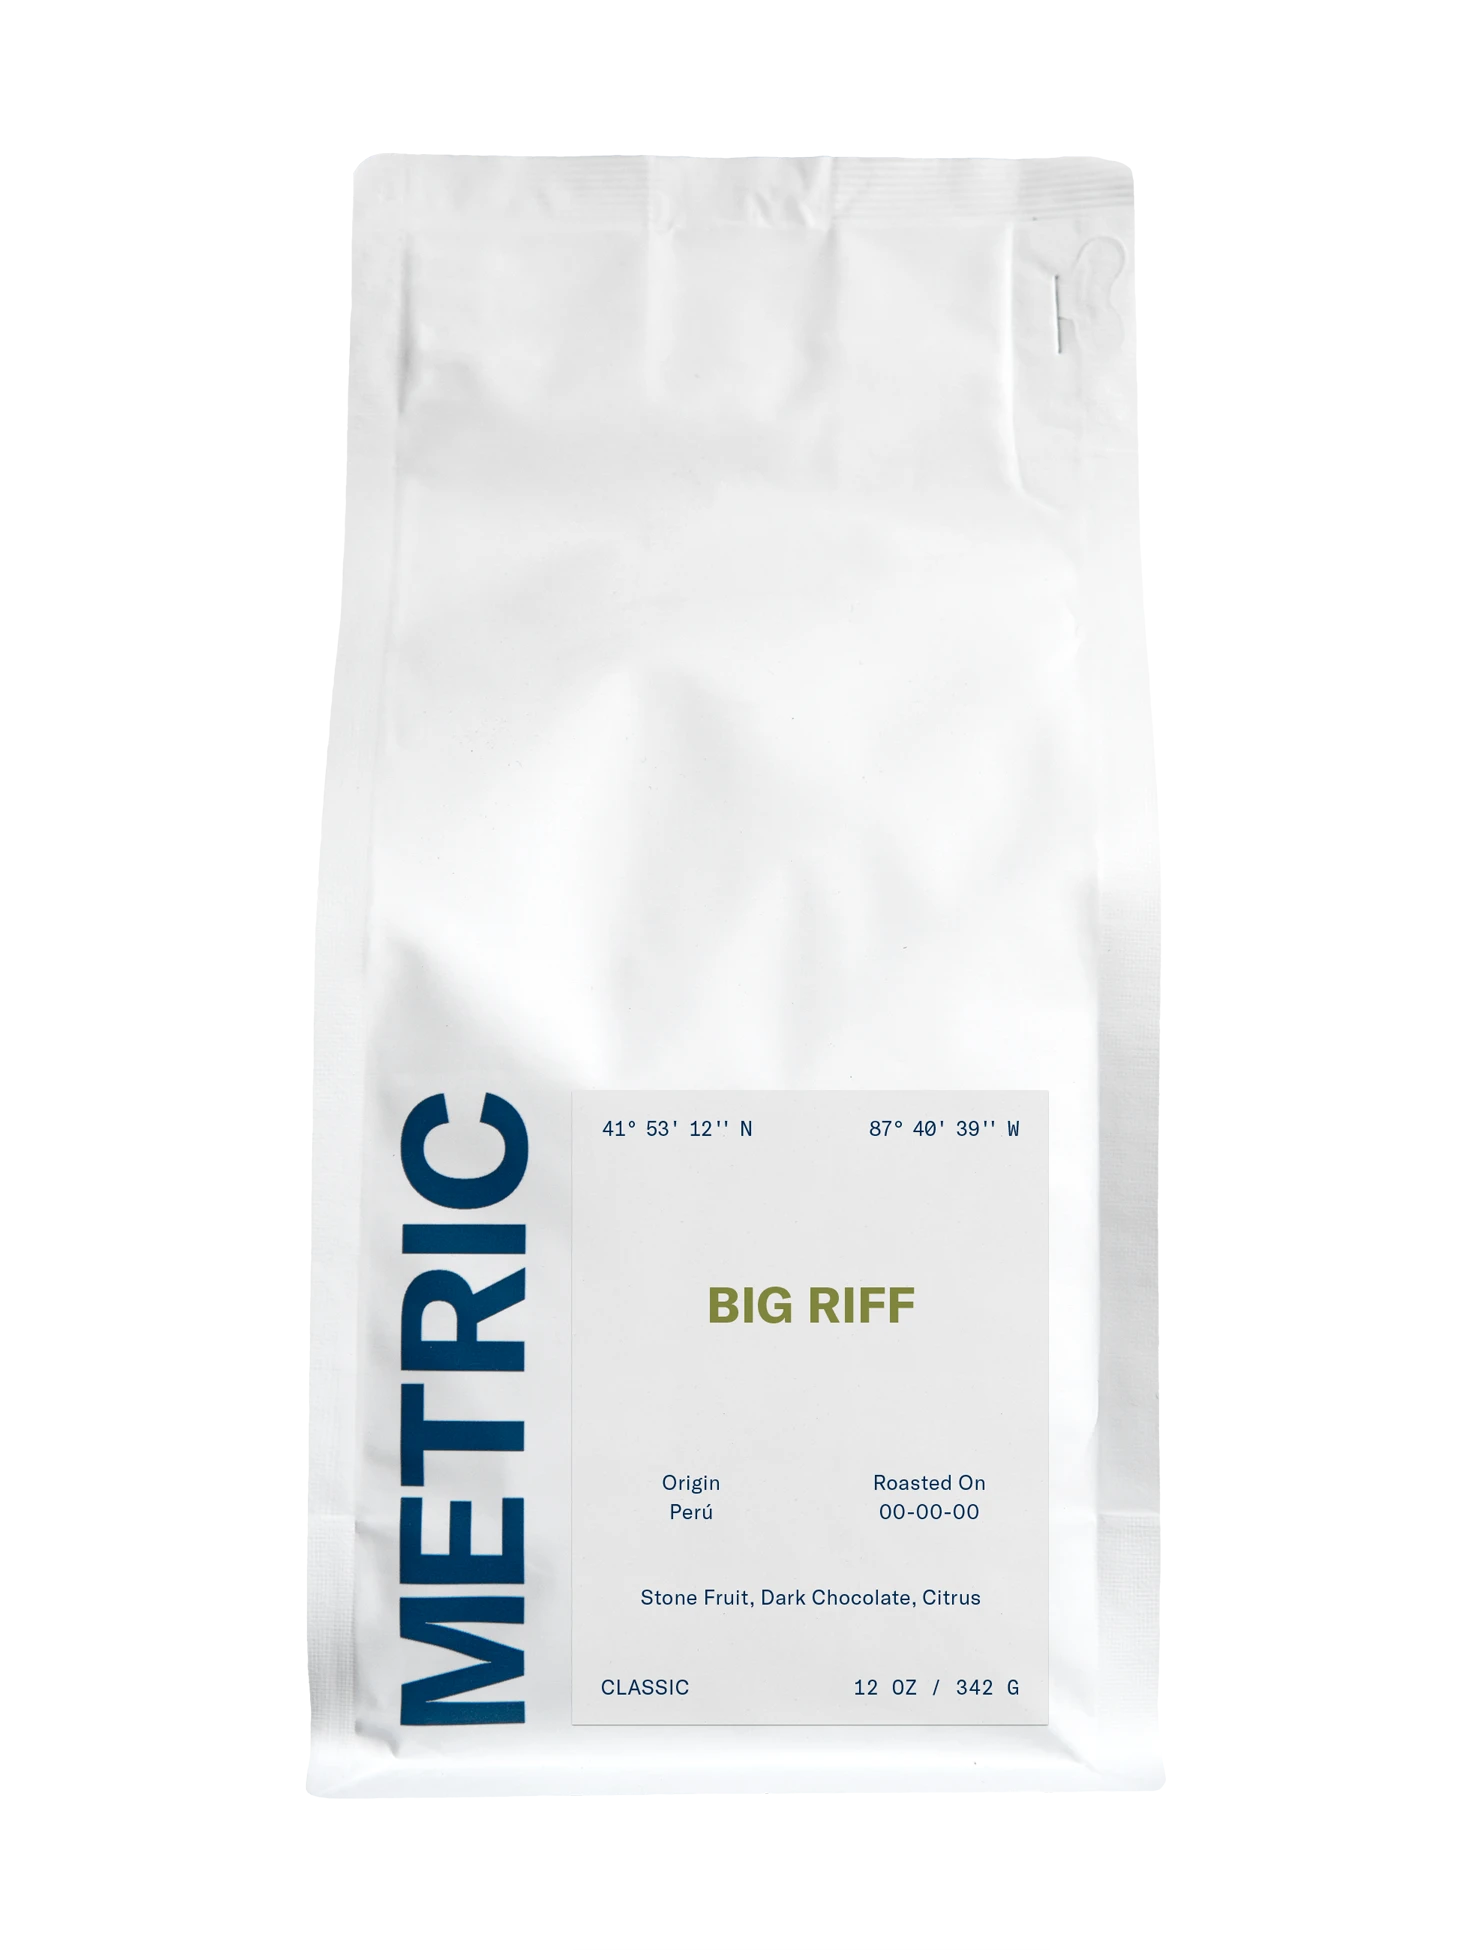 METRIC
41° 53' 12'' N 87° 40' 39'' W
BIG RIFF
Origin
Perú
Roasted On
00-00-00
Stone Fruit, Dark Chocolate, Citrus
CLASSIC 12 OZ / 342 G